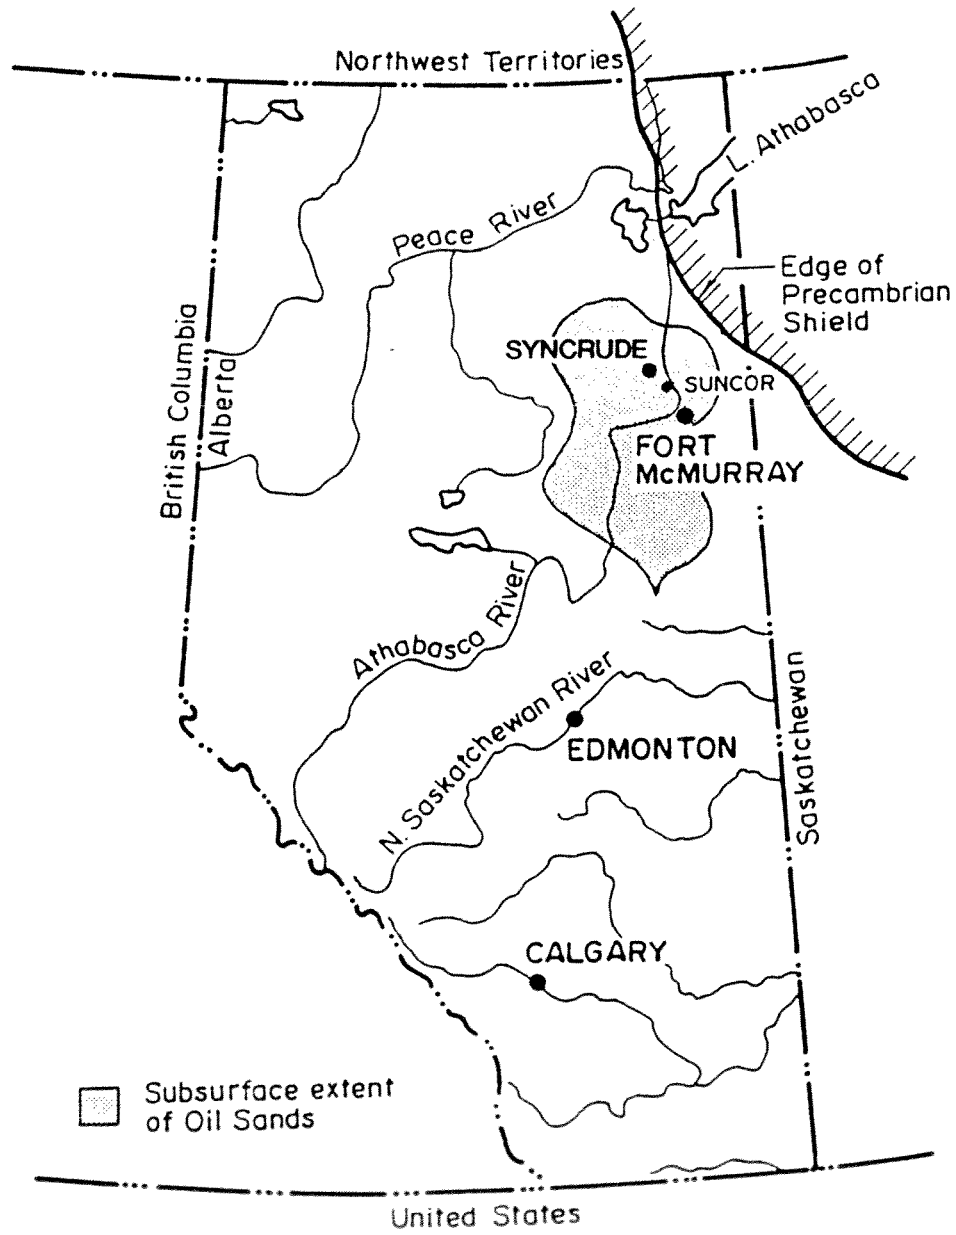 Northwest Territories
L. Athabasca
Peace River
Edge of
Precambrian
Shield
British Columbia
Alberta
SYNCRUDE
SUNCOR
FORT
McMURRAY
Athabasca River
N. Saskatchewan River
EDMONTON
Saskatchewan
CALGARY
Subsurface extent
of Oil Sands
United States